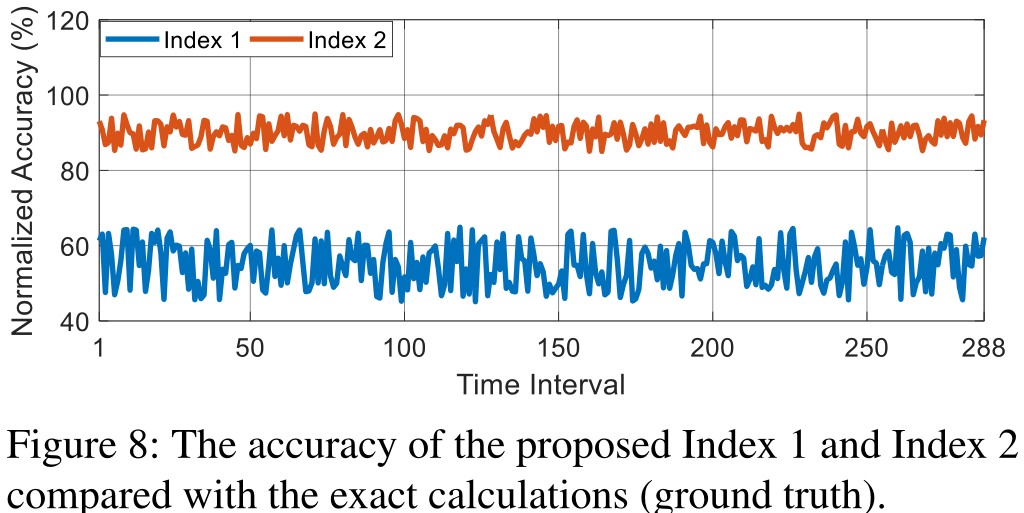 Normalized Accuracy (%)
120
100
80
60
40
Index 1 Index 2
1 50 100 150 200 250 288
Time Interval
Figure 8: The accuracy of the proposed Index 1 and Index 2
compared with the exact calculations (ground truth).